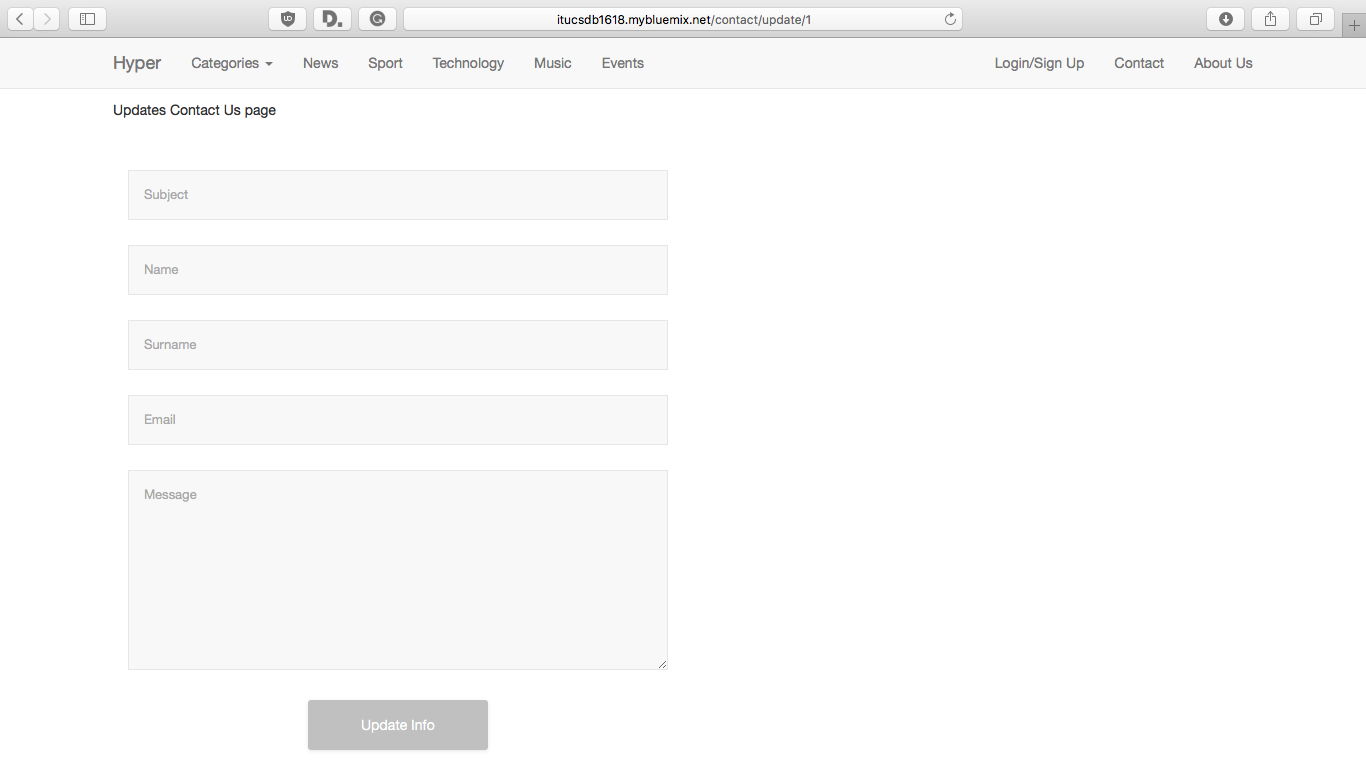 itucsdb1618.mybluemix.net/contact/update/1
Hyper Categories News Sport Technology Music Events Login/Sign Up Contact About Us
Updates Contact Us page
Subject
Name
Surname
Email
Message
Update Info